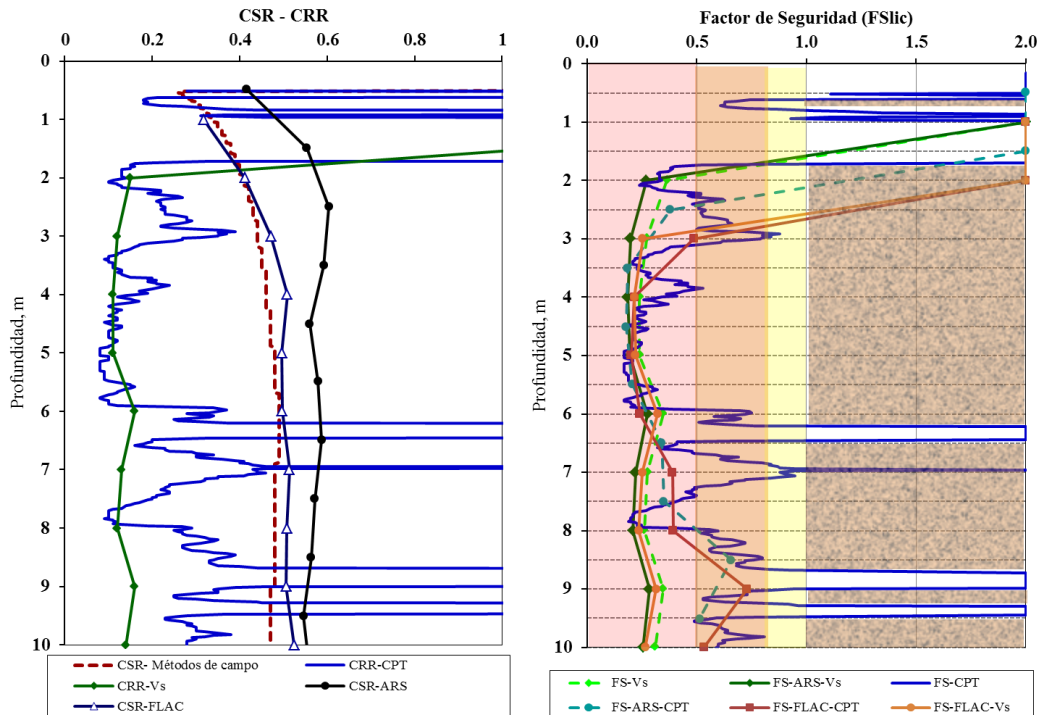 CSR - CRR
0 0.2 0.4 0.6 0.8 1
Profundidad, m
0
1
2
3
4
5
6
7
8
9
10
CSR- Métodos de campo
CRR-CPT
CRR-Vs
CSR-ARS
CSR-FLAC
Factor de Seguridad (FSlic)
0.0 0.5 1.0 1.5 2.0
Profundidad, m
0
1
2
3
4
5
6
7
8
9
10
FS-Vs
FS-ARS-Vs
FS-CPT
FS-ARS-CPT
FS-FLAC-CPT
FS-FLAC-Vs